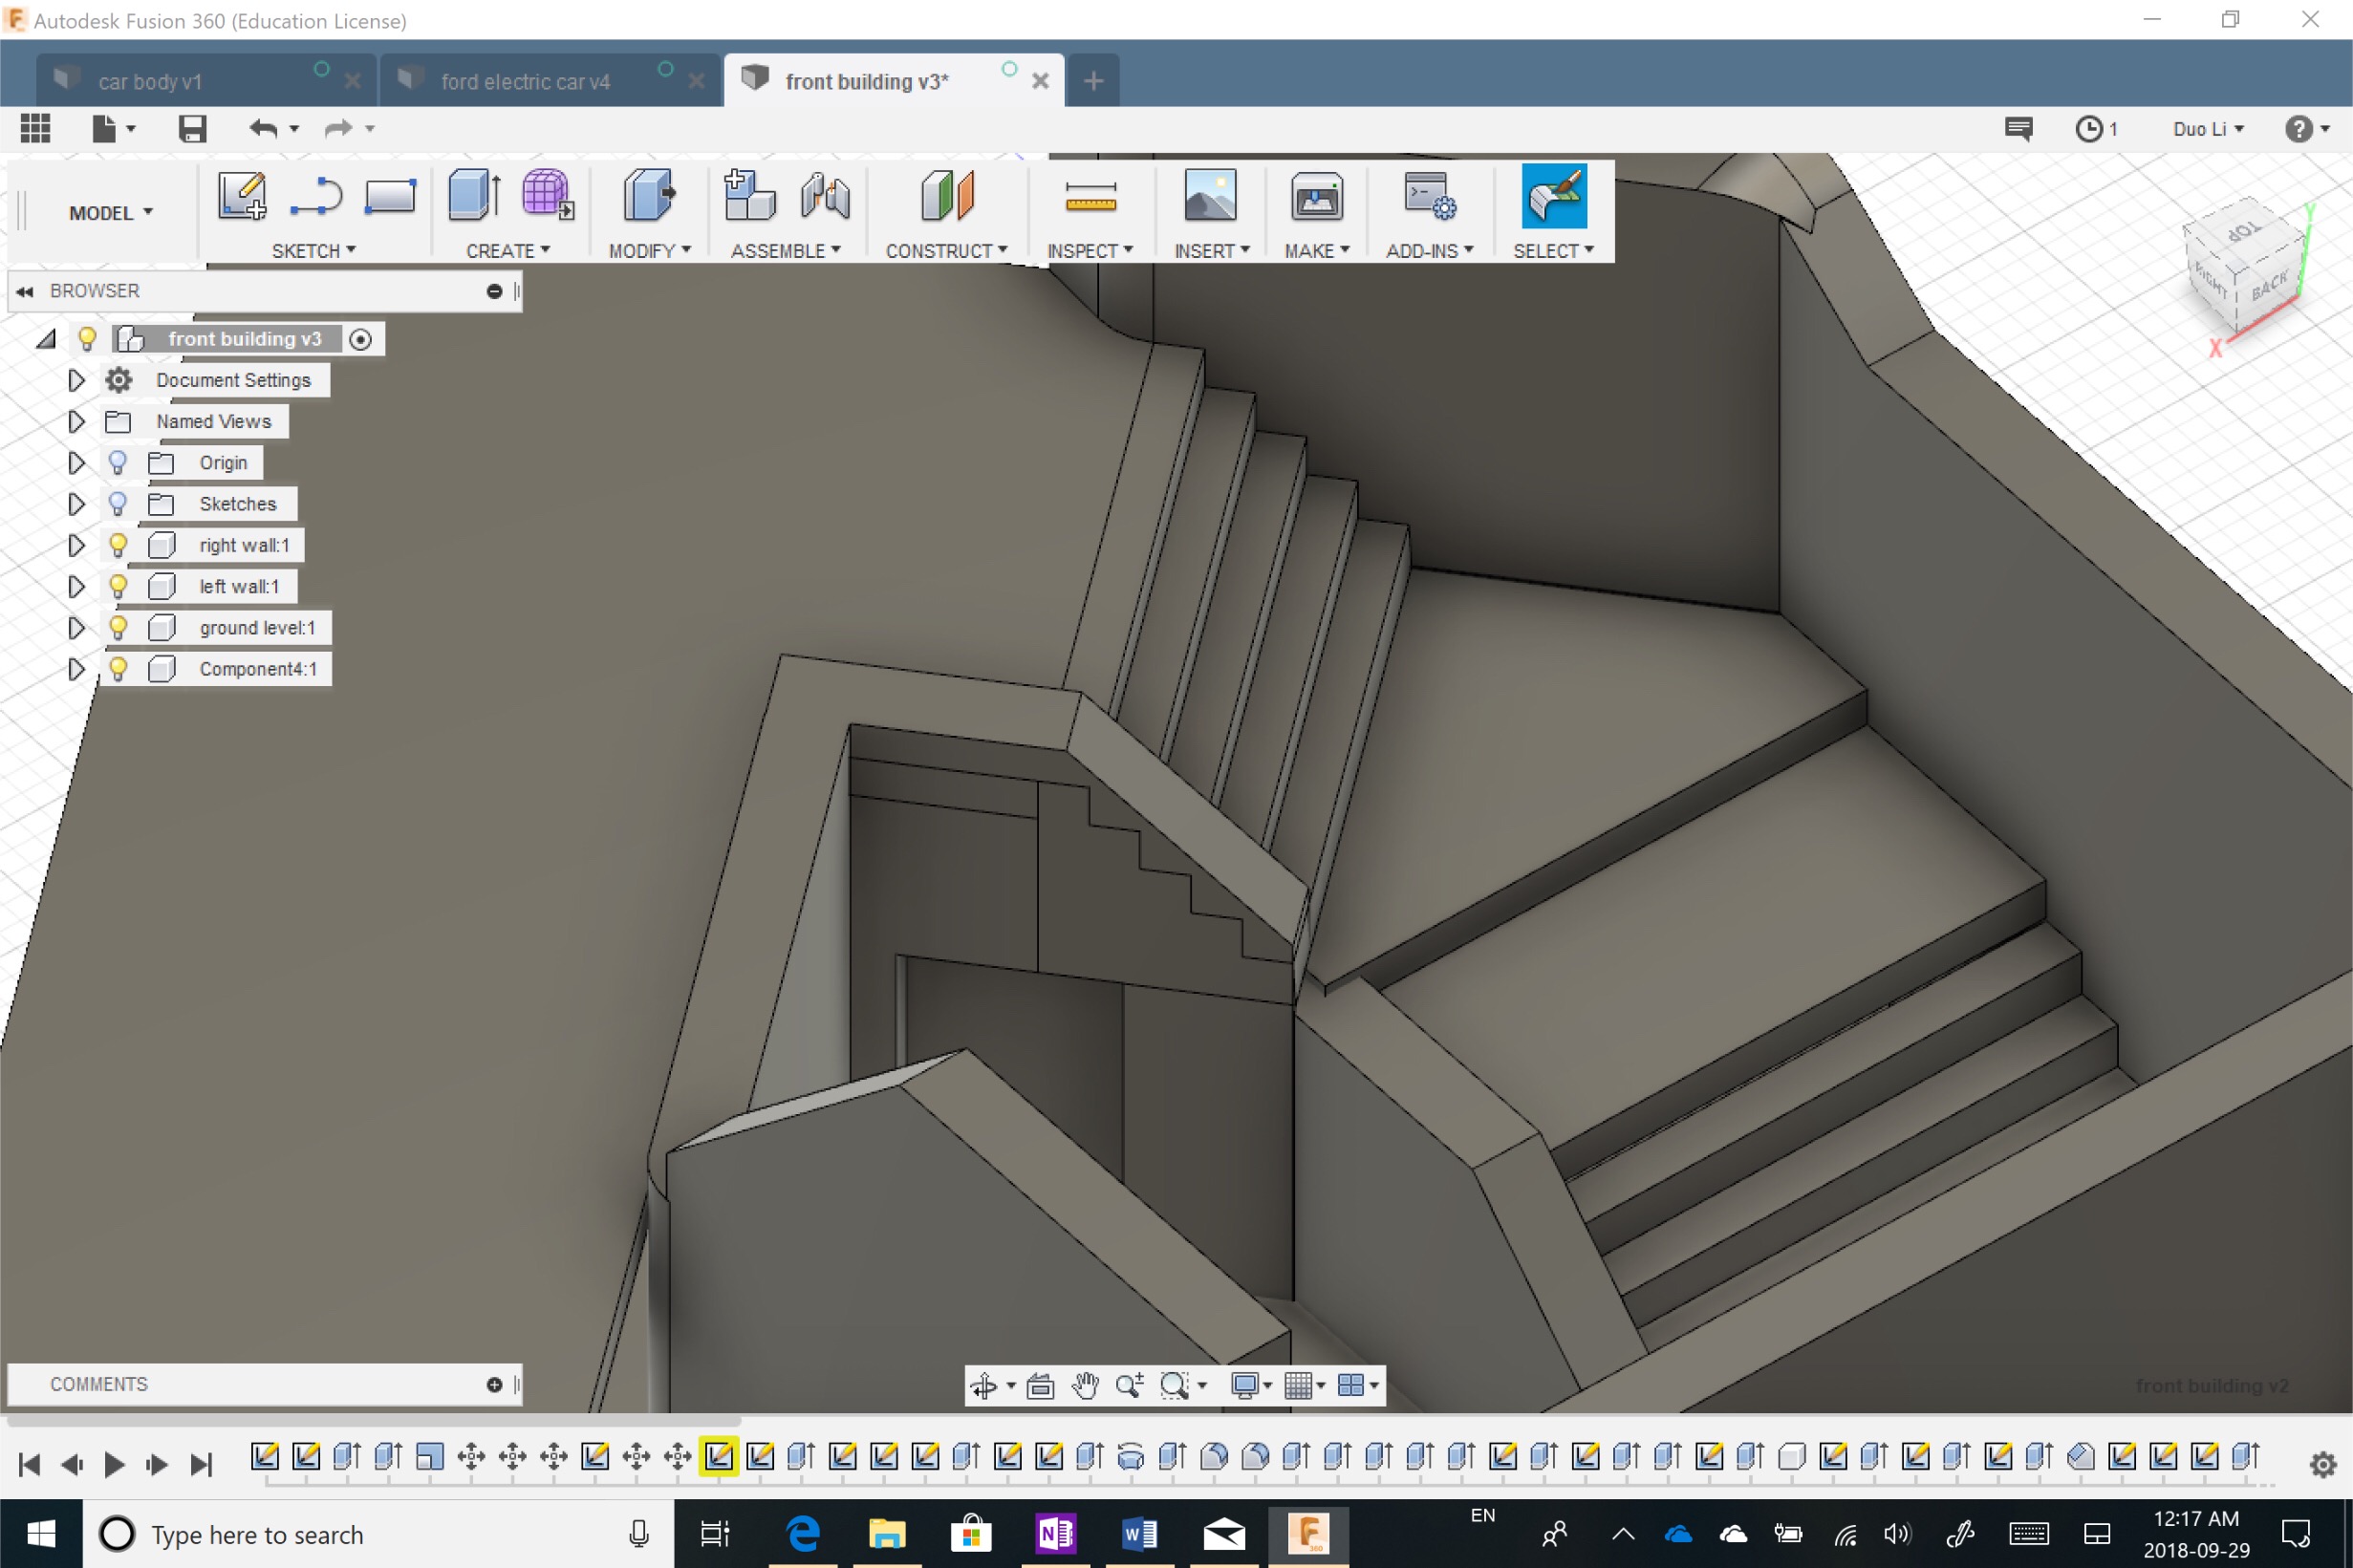 Autodesk Fusion 360 (Education License)
car body v1
ford electric car v4
front building v3*
1
Duo Li
MODEL
SKETCH
CREATE
MODIFY
ASSEMBLE
CONSTRUCT
INSPECT
INSERT
MAKE
ADD-INS
SELECT
TOP
RIGHT
BACK
Y
X
BROWSER
front building v3
Document Settings
Named Views
Origin
Sketches
right wall:1
left wall:1
ground level:1
Component4:1
COMMENTS
front building v2
Type here to search
EN
12:17 AM
2018-09-29